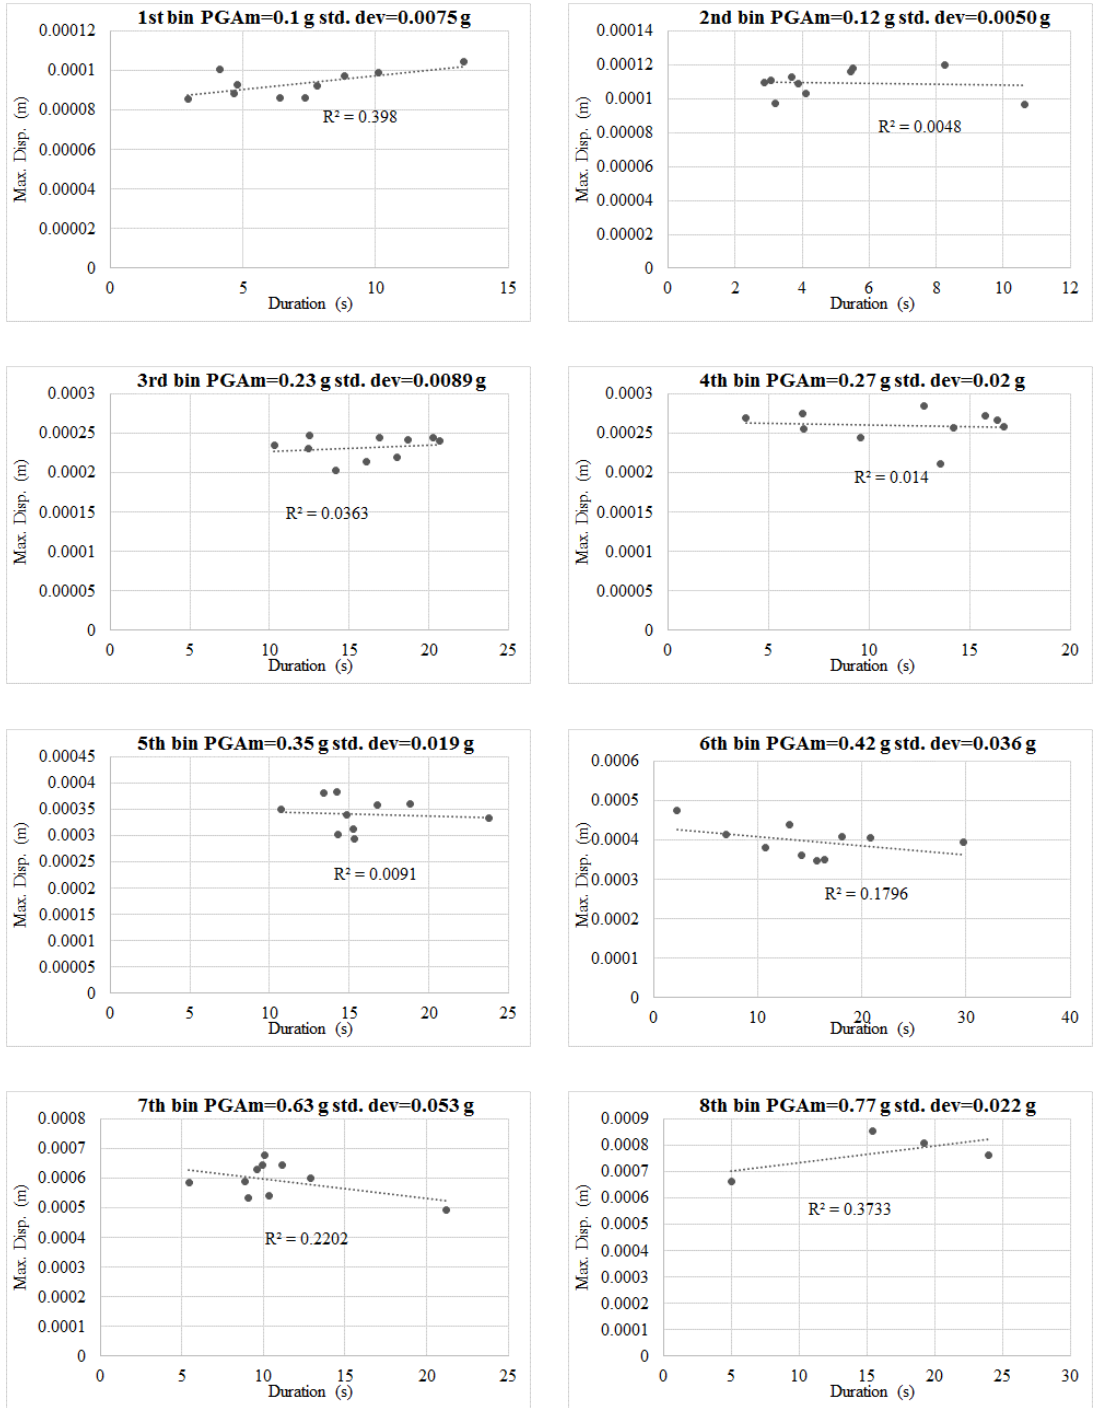 1st bin PGAm=0.1 g std. dev=0.0075 g
0.00012
0.0001
0.00008
0.00006
0.00004
0.00002
0
Max. Disp. (m)
R² = 0.398
0 5 10 15
Duration (s)
2nd bin PGAm=0.12 g std. dev=0.0050 g
0.00014
0.00012
0.0001
0.00008
0.00006
0.00004
0.00002
0
Max. Disp. (m)
R² = 0.0048
0 2 4 6 8 10 12
Duration (s)
3rd bin PGAm=0.23 g std. dev=0.0089 g
0.0003
0.00025
0.0002
0.00015
0.0001
0.00005
0
Max. Disp. (m)
R² = 0.0363
0 5 10 15 20 25
Duration (s)
4th bin PGAm=0.27 g std. dev=0.02 g
0.0003
0.00025
0.0002
0.00015
0.0001
0.00005
0
Max. Disp. (m)
R² = 0.014
0 5 10 15 20
Duration (s)
5th bin PGAm=0.35 g std. dev=0.019 g
0.00045
0.0004
0.00035
0.0003
0.00025
0.0002
0.00015
0.0001
0.00005
0
Max. Disp. (m)
R² = 0.0091
0 5 10 15 20 25
Duration (s)
6th bin PGAm=0.42 g std. dev=0.036 g
0.0006
0.0005
0.0004
0.0003
0.0002
0.0001
0
Max. Disp. (m)
R² = 0.1796
0 10 20 30 40
Duration (s)
7th bin PGAm=0.63 g std. dev=0.053 g
0.0008
0.0007
0.0006
0.0005
0.0004
0.0003
0.0002
0.0001
0
Max. Disp. (m)
R² = 0.2202
0 5 10 15 20 25
Duration (s)
8th bin PGAm=0.77 g std. dev=0.022 g
0.0009
0.0008
0.0007
0.0006
0.0005
0.0004
0.0003
0.0002
0.0001
0
Max. Disp. (m)
R² = 0.3733
0 5 10 15 20 25 30
Duration (s)